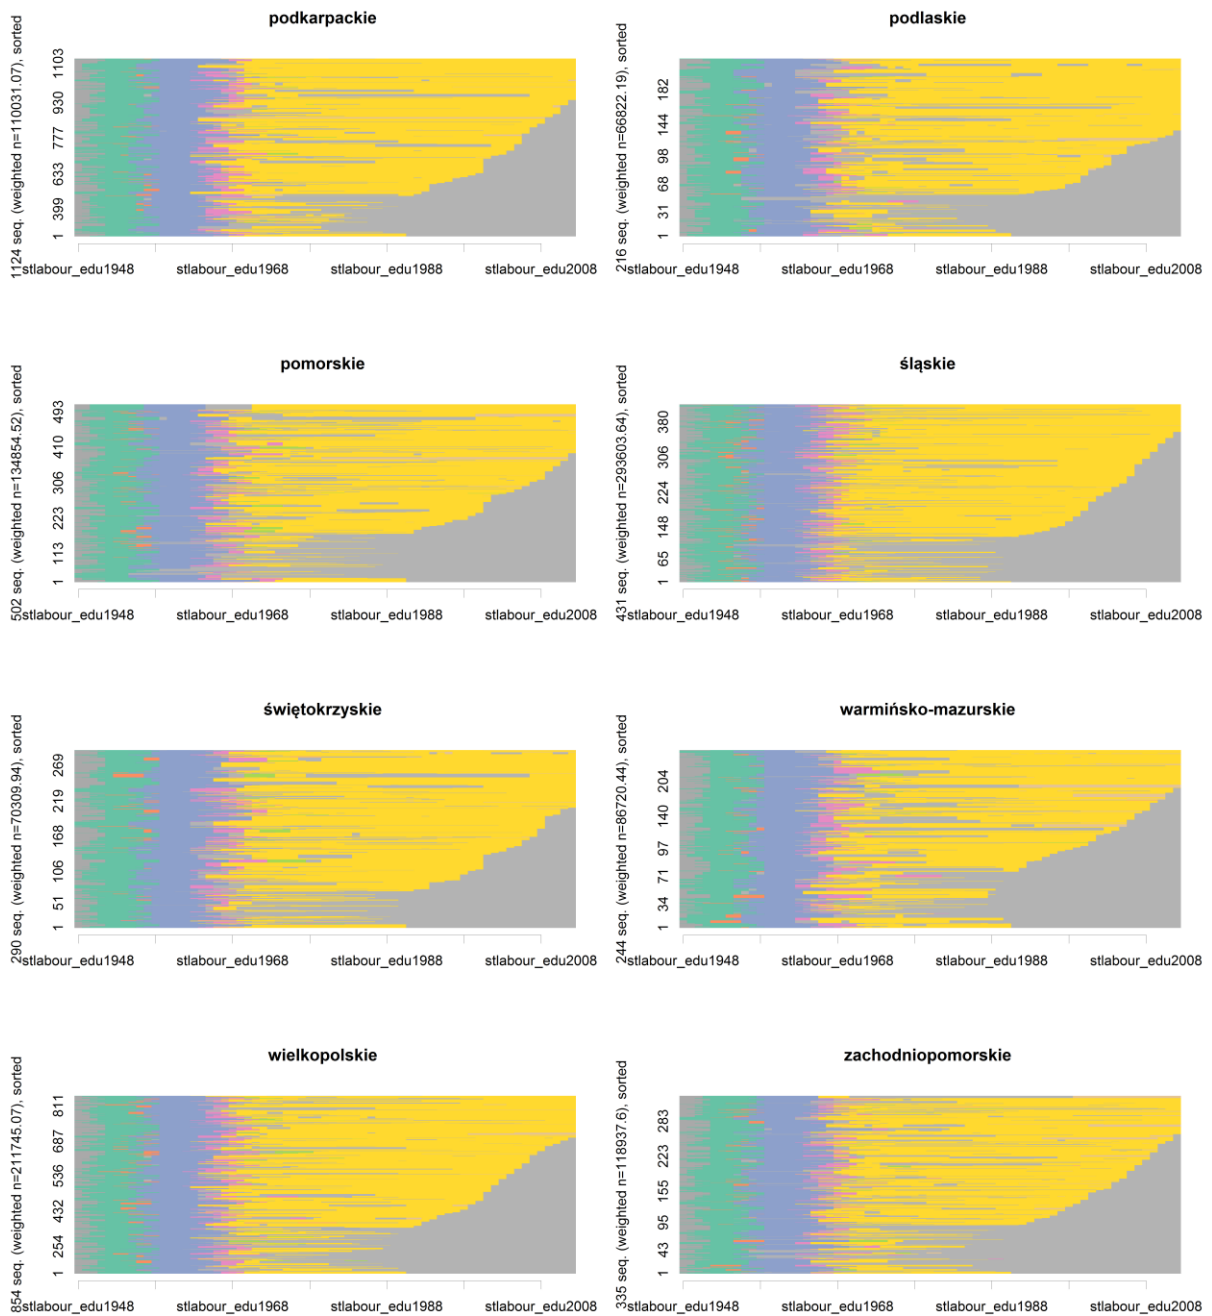 podkarpackie
1124 seq. (weighted n=110031.07), sorted
1 399 633 777 930 1103
stlabour_edu1948 stlabour_edu1968 stlabour_edu1988 stlabour_edu2008
podlaskie
216 seq. (weighted n=66822.19), sorted
1 31 68 98 144 182
stlabour_edu1948 stlabour_edu1968 stlabour_edu1988 stlabour_edu2008
pomorskie
502 seq. (weighted n=134854.52), sorted
1 113 223 306 410 493
stlabour_edu1948 stlabour_edu1968 stlabour_edu1988 stlabour_edu2008
śląskie
431 seq. (weighted n=293603.64), sorted
1 65 148 224 306 380
stlabour_edu1948 stlabour_edu1968 stlabour_edu1988 stlabour_edu2008
świętokrzyskie
290 seq. (weighted n=70309.94), sorted
1 51 106 168 219 269
stlabour_edu1948 stlabour_edu1968 stlabour_edu1988 stlabour_edu2008
warmińsko-mazurskie
244 seq. (weighted n=86720.44), sorted
1 34 71 97 140 204
stlabour_edu1948 stlabour_edu1968 stlabour_edu1988 stlabour_edu2008
wielkopolskie
854 seq. (weighted n=211745.07), sorted
1 254 432 536 687 811
stlabour_edu1948 stlabour_edu1968 stlabour_edu1988 stlabour_edu2008
zachodniopomorskie
335 seq. (weighted n=118937.6), sorted
1 43 95 155 223 283
stlabour_edu1948 stlabour_edu1968 stlabour_edu1988 stlabour_edu2008